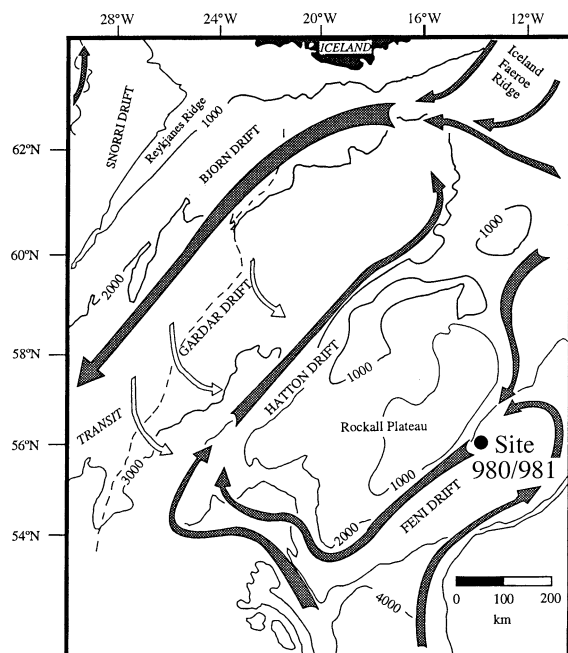 28°W
24°W
20°W
16°W
12°W
ICELAND
Iceland
Faeroe
Ridge
SNORRI DRIFT
Reykjanes Ridge
1000
BJORN DRIFT
62°N
60°N
58°N
56°N
54°N
1000
2000
GARDAR DRIFT
HATTON DRIFT
1000
TRANSIT
3000
Rockall Plateau
Site
980/981
1000
2000
FENI DRIFT
4000
0 100 200
km